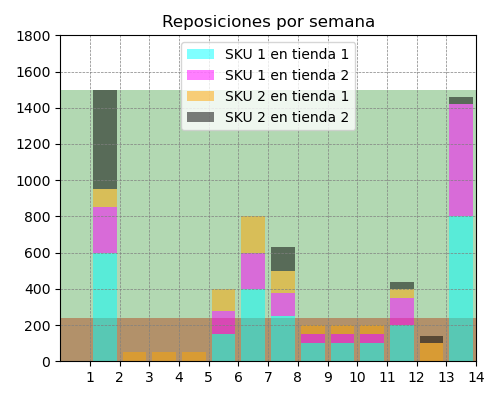 Reposiciones por semana
SKU 1 en tienda 1
SKU 1 en tienda 2
SKU 2 en tienda 1
SKU 2 en tienda 2
1800
1600
1400
1200
1000
800
600
400
200
0
1 2 3 4 5 6 7 8 9 10 11 12 13 14